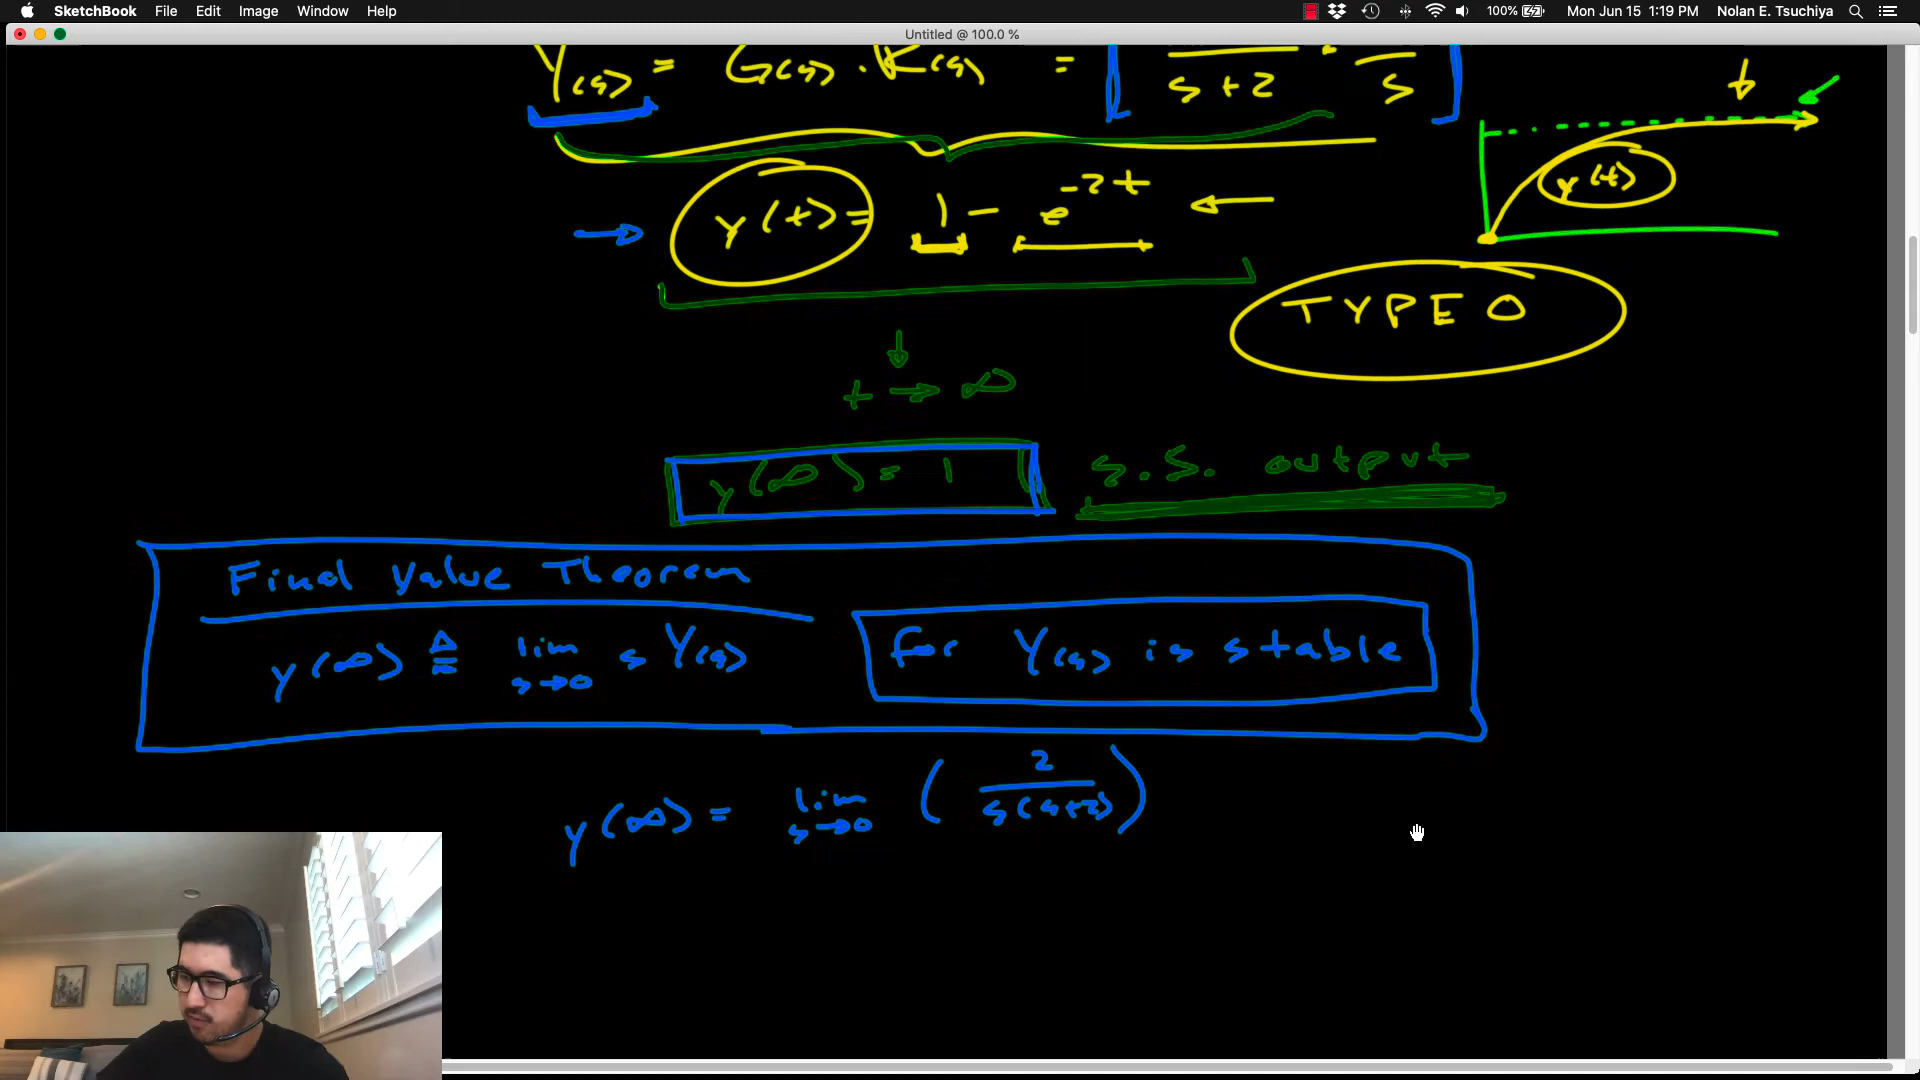 SketchBook File Edit Image Window Help 100% Mon Jun 15 1:19 PM Nolan E. Tsuchiya
Untitled @ 100.0 %
Y(s) = G(s) . R(s) = [ s+2 . s ]
y(t) = 1 - e^-2t ←
y(t)
TYPE 0
t → ∞
y(∞) = 1 s.s. output
Final Value Theorem
y(∞) ≜ lim s→0 s Y(s) for Y(s) is stable
y(∞) = lim s→0 ( 2 / s(s+2) )